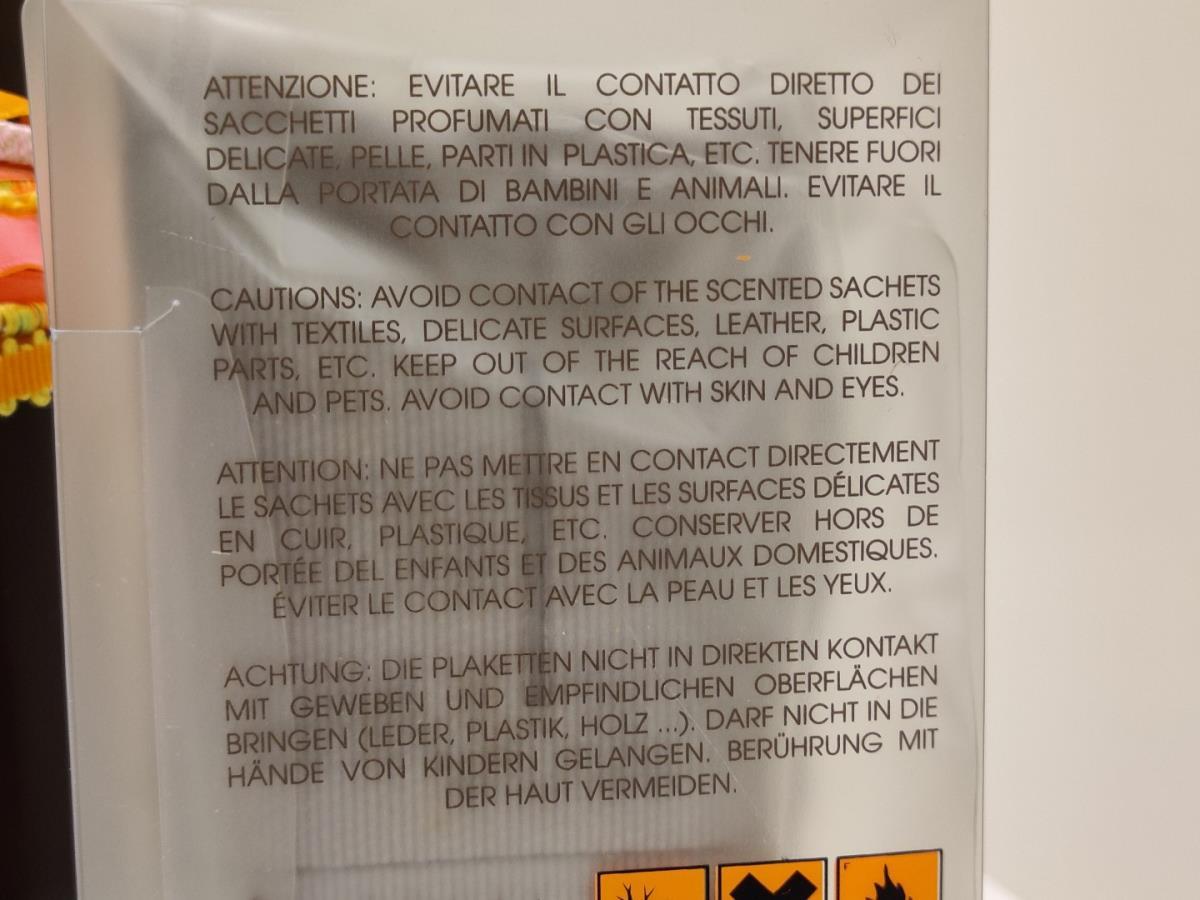 ATTENZIONE: EVITARE IL CONTATTO DIRETTO DEI
SACCHETTI PROFUMATI CON TESSUTI, SUPERFICI
DELICATE, PELLE, PARTI IN PLASTICA, ETC. TENERE FUORI
DALLA PORTATA DI BAMBINI E ANIMALI. EVITARE IL
CONTATTO CON GLI OCCHI.
CAUTIONS: AVOID CONTACT OF THE SCENTED SACHETS
WITH TEXTILES, DELICATE SURFACES, LEATHER, PLASTIC
PARTS, ETC. KEEP OUT OF THE REACH OF CHILDREN
AND PETS. AVOID CONTACT WITH SKIN AND EYES.
ATTENTION: NE PAS METTRE EN CONTACT DIRECTEMENT
LE SACHETS AVEC LES TISSUS ET LES SURFACES DÉLICATES
EN CUIR, PLASTIQUE, ETC. CONSERVER HORS DE
PORTÉE DEL ENFANTS ET DES ANIMAUX DOMESTIQUES.
ÉVITER LE CONTACT AVEC LA PEAU ET LES YEUX.
ACHTUNG: DIE PLAKETTEN NICHT IN DIREKTEN KONTAKT
MIT GEWEBEN UND EMPFINDLICHEN OBERFLÄCHEN
BRINGEN (LEDER, PLASTIK, HOLZ ...). DARF NICHT IN DIE
HÄNDE VON KINDERN GELANGEN. BERÜHRUNG MIT
DER HAUT VERMEIDEN.
F